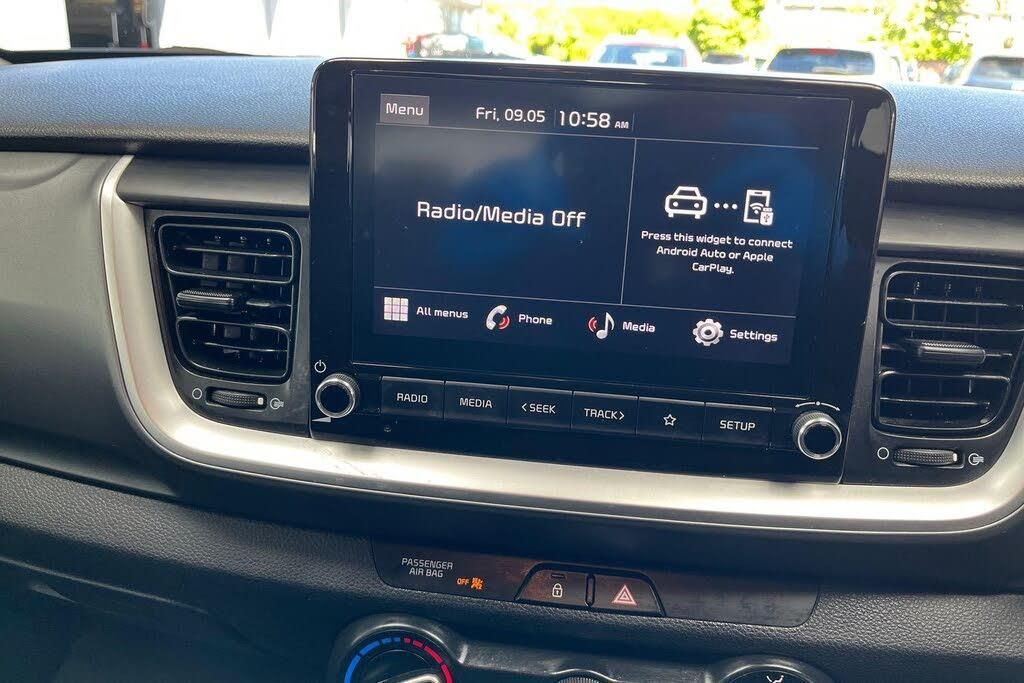 Menu
Fri, 09.05 10:58 AM
Radio/Media Off
Press this widget to connect
Android Auto or Apple
CarPlay.
All menus Phone Media Settings
RADIO MEDIA <SEEK TRACK> SETUP
PASSENGER
AIR BAG
OFF